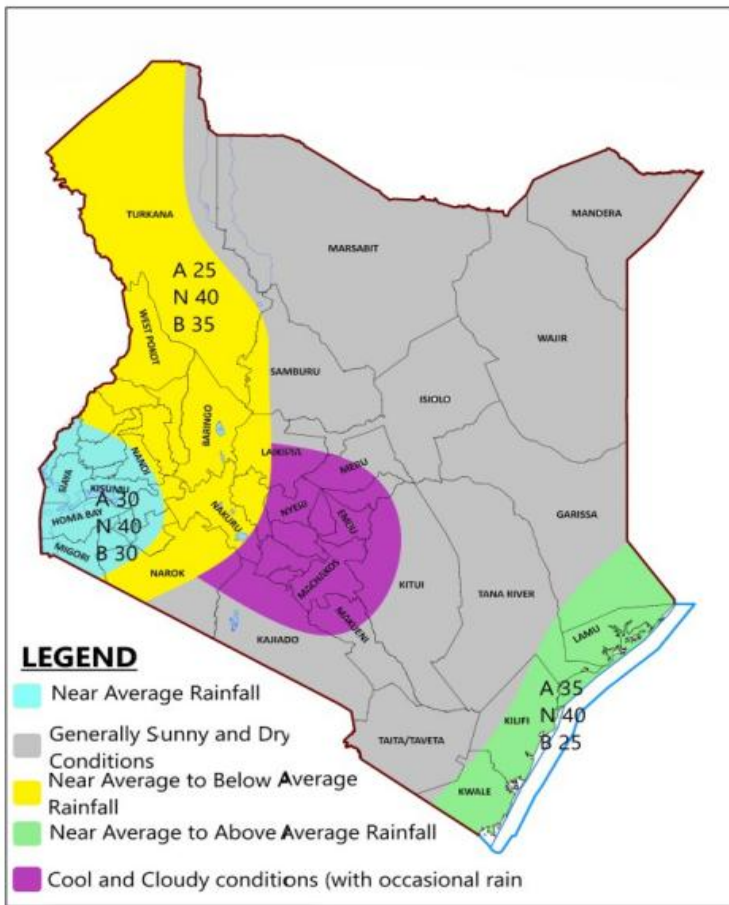 TURKANA
MANDERA
MARSABIT
A 25
N 40
B 35
WEST POKOT
WAJIR
SAMBURU
ISIOLO
BARINGO
LAIKIPIA
MERU
NANDI
SIAYA
KISUMU
A 30
HOMA BAY
N 40
MIGORI
B 30
NAKURU
NYERI
EMBU
GARISSA
NAROK
MACHAKOS
KITUI
TANA RIVER
MAKUENI
KAJIADO
LAMU
A 35
KILIFI
N 40
B 25
TAITA/TAVETA
KWALE
LEGEND
Near Average Rainfall
Generally Sunny and Dry
Conditions
Near Average to Below Average
Rainfall
Near Average to Above Average Rainfall
Cool and Cloudy conditions (with occasional rain